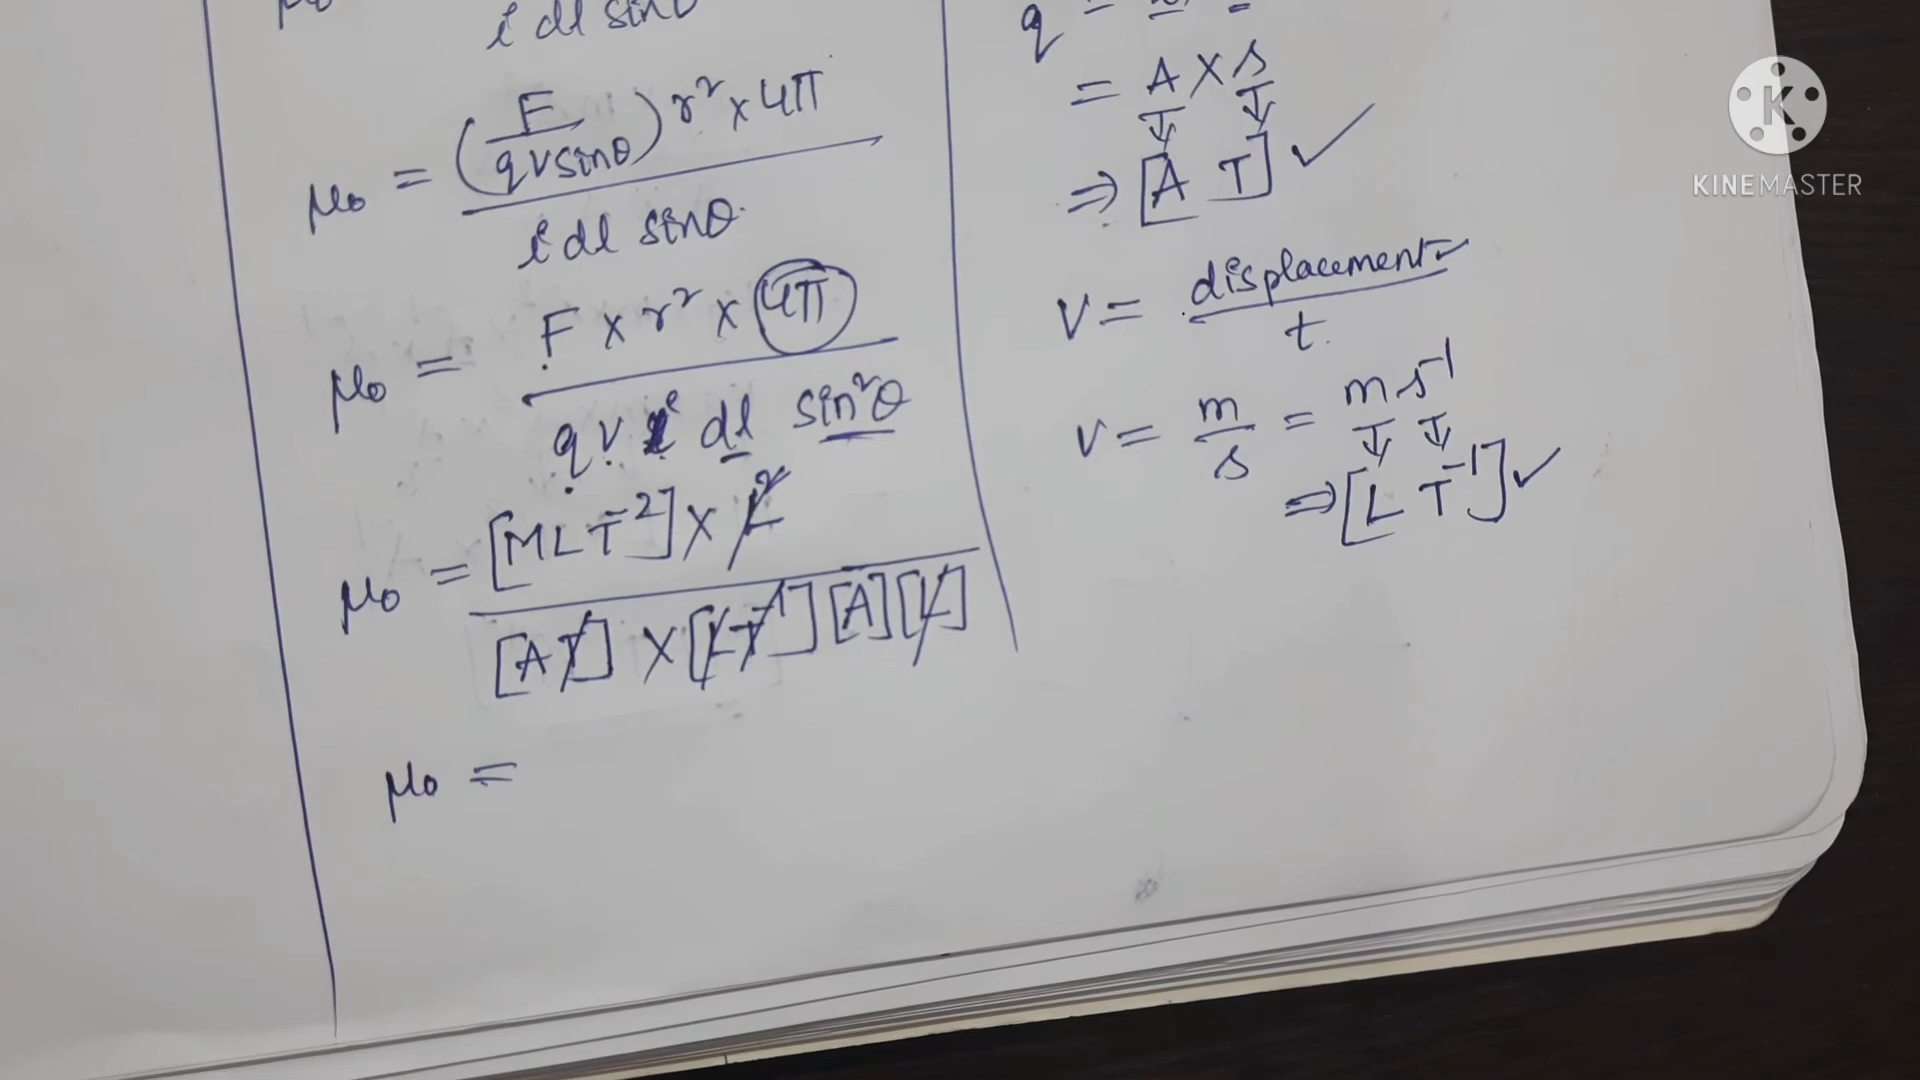 μ₀
i dl sinθ
μ₀ = (F / qv sinθ) r² × 4π
i dl sinθ
μ₀ = F × r² × 4π
q v i dl sin²θ
μ₀ = [MLT⁻²] × L²
[AT] × [LT⁻¹] [A] [L]
μ₀ =
q =
= A × s
⇒ [A T] ✓
V = displacement
t
V = m/s = m s⁻¹
⇒ [L T⁻¹] ✓
K
KINEMASTER